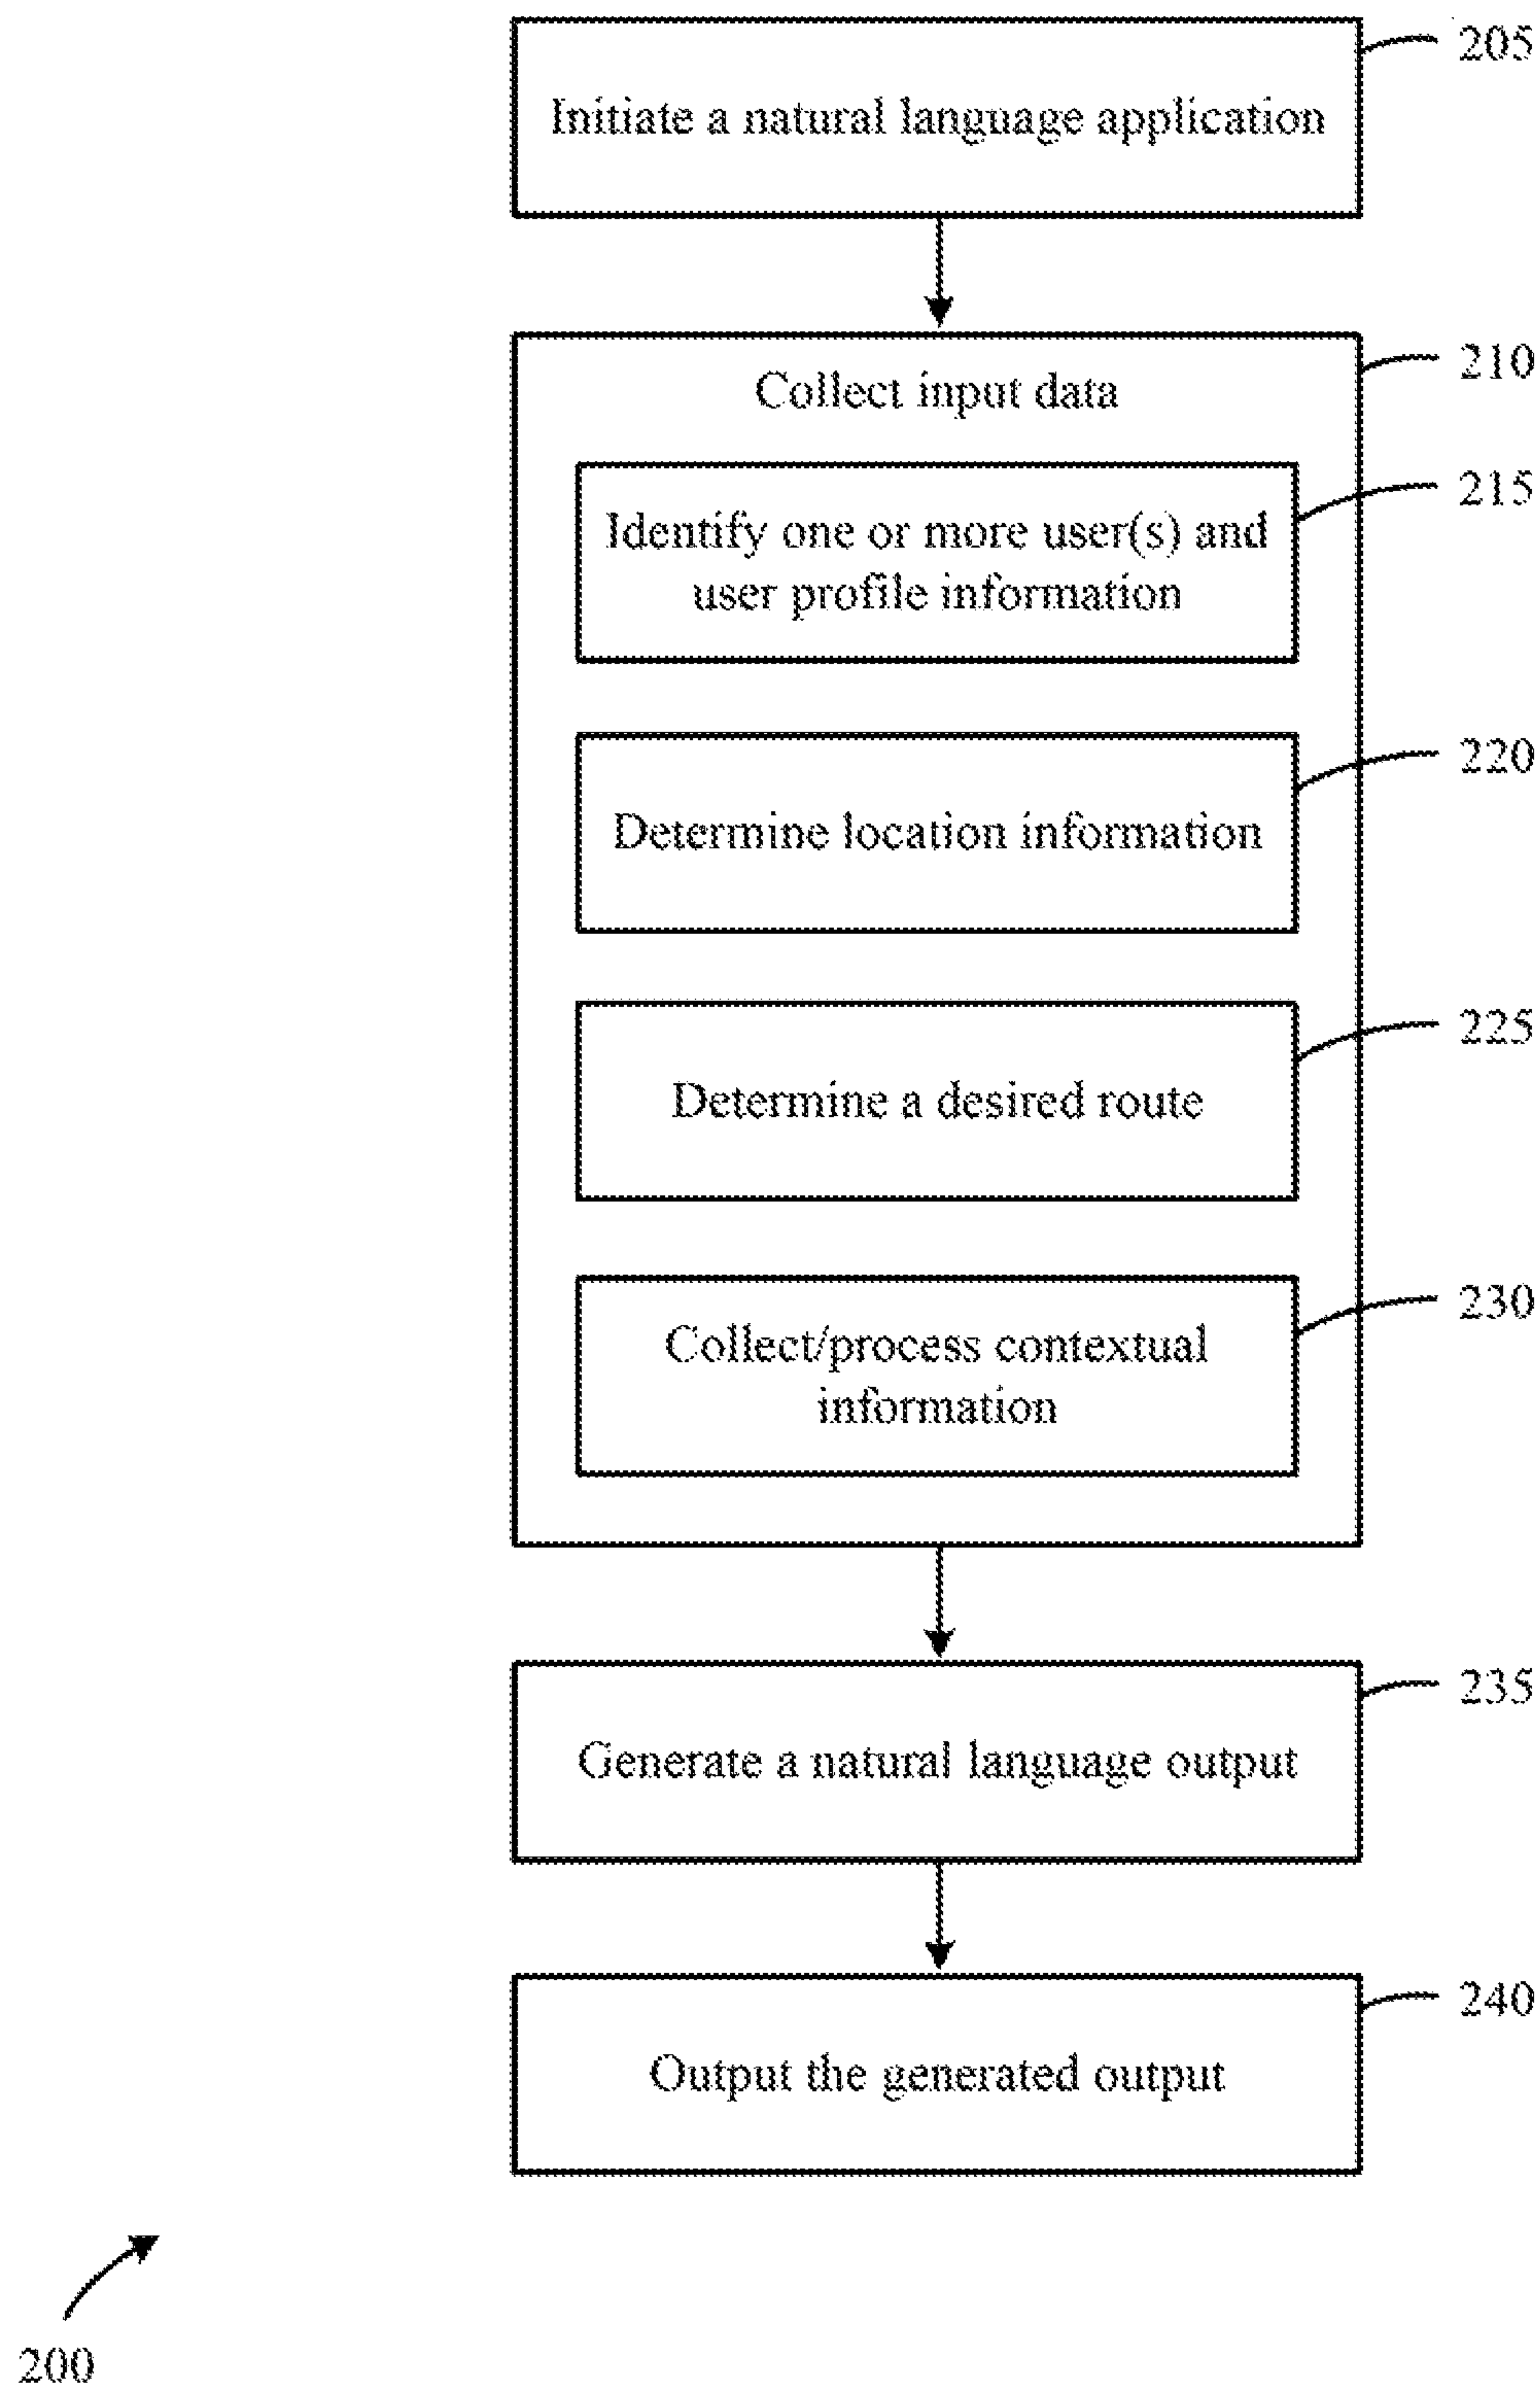 Initiate a natural language application
205
Collect input data
210
Identify one or more user(s) and
user profile information
215
Determine location information
220
Determine a desired route
225
Collect/process contextual
information
230
Generate a natural language output
235
Output the generated output
240
200